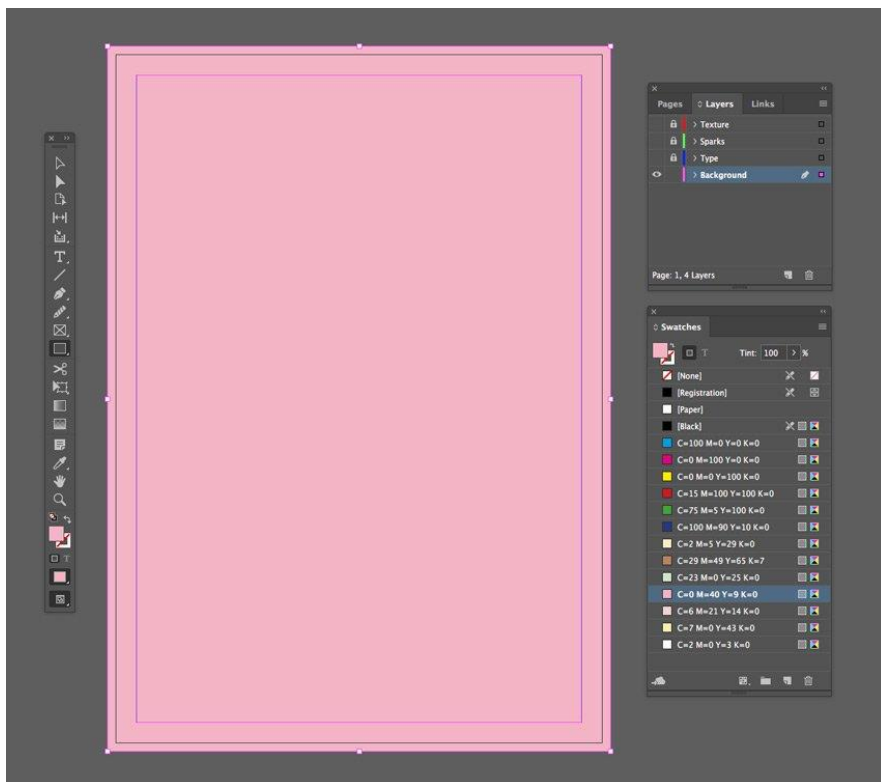 Pages Layers Links
Texture
Sparks
Type
Background
Page: 1, 4 Layers
Swatches
T Tint: 100 %
[None]
[Registration]
[Paper]
[Black]
C=100 M=0 Y=0 K=0
C=0 M=100 Y=0 K=0
C=0 M=0 Y=100 K=0
C=15 M=100 Y=100 K=0
C=75 M=5 Y=100 K=0
C=100 M=90 Y=10 K=0
C=2 M=5 Y=29 K=0
C=29 M=49 Y=65 K=7
C=23 M=0 Y=25 K=0
C=0 M=40 Y=9 K=0
C=6 M=21 Y=14 K=0
C=7 M=0 Y=43 K=0
C=2 M=0 Y=3 K=0